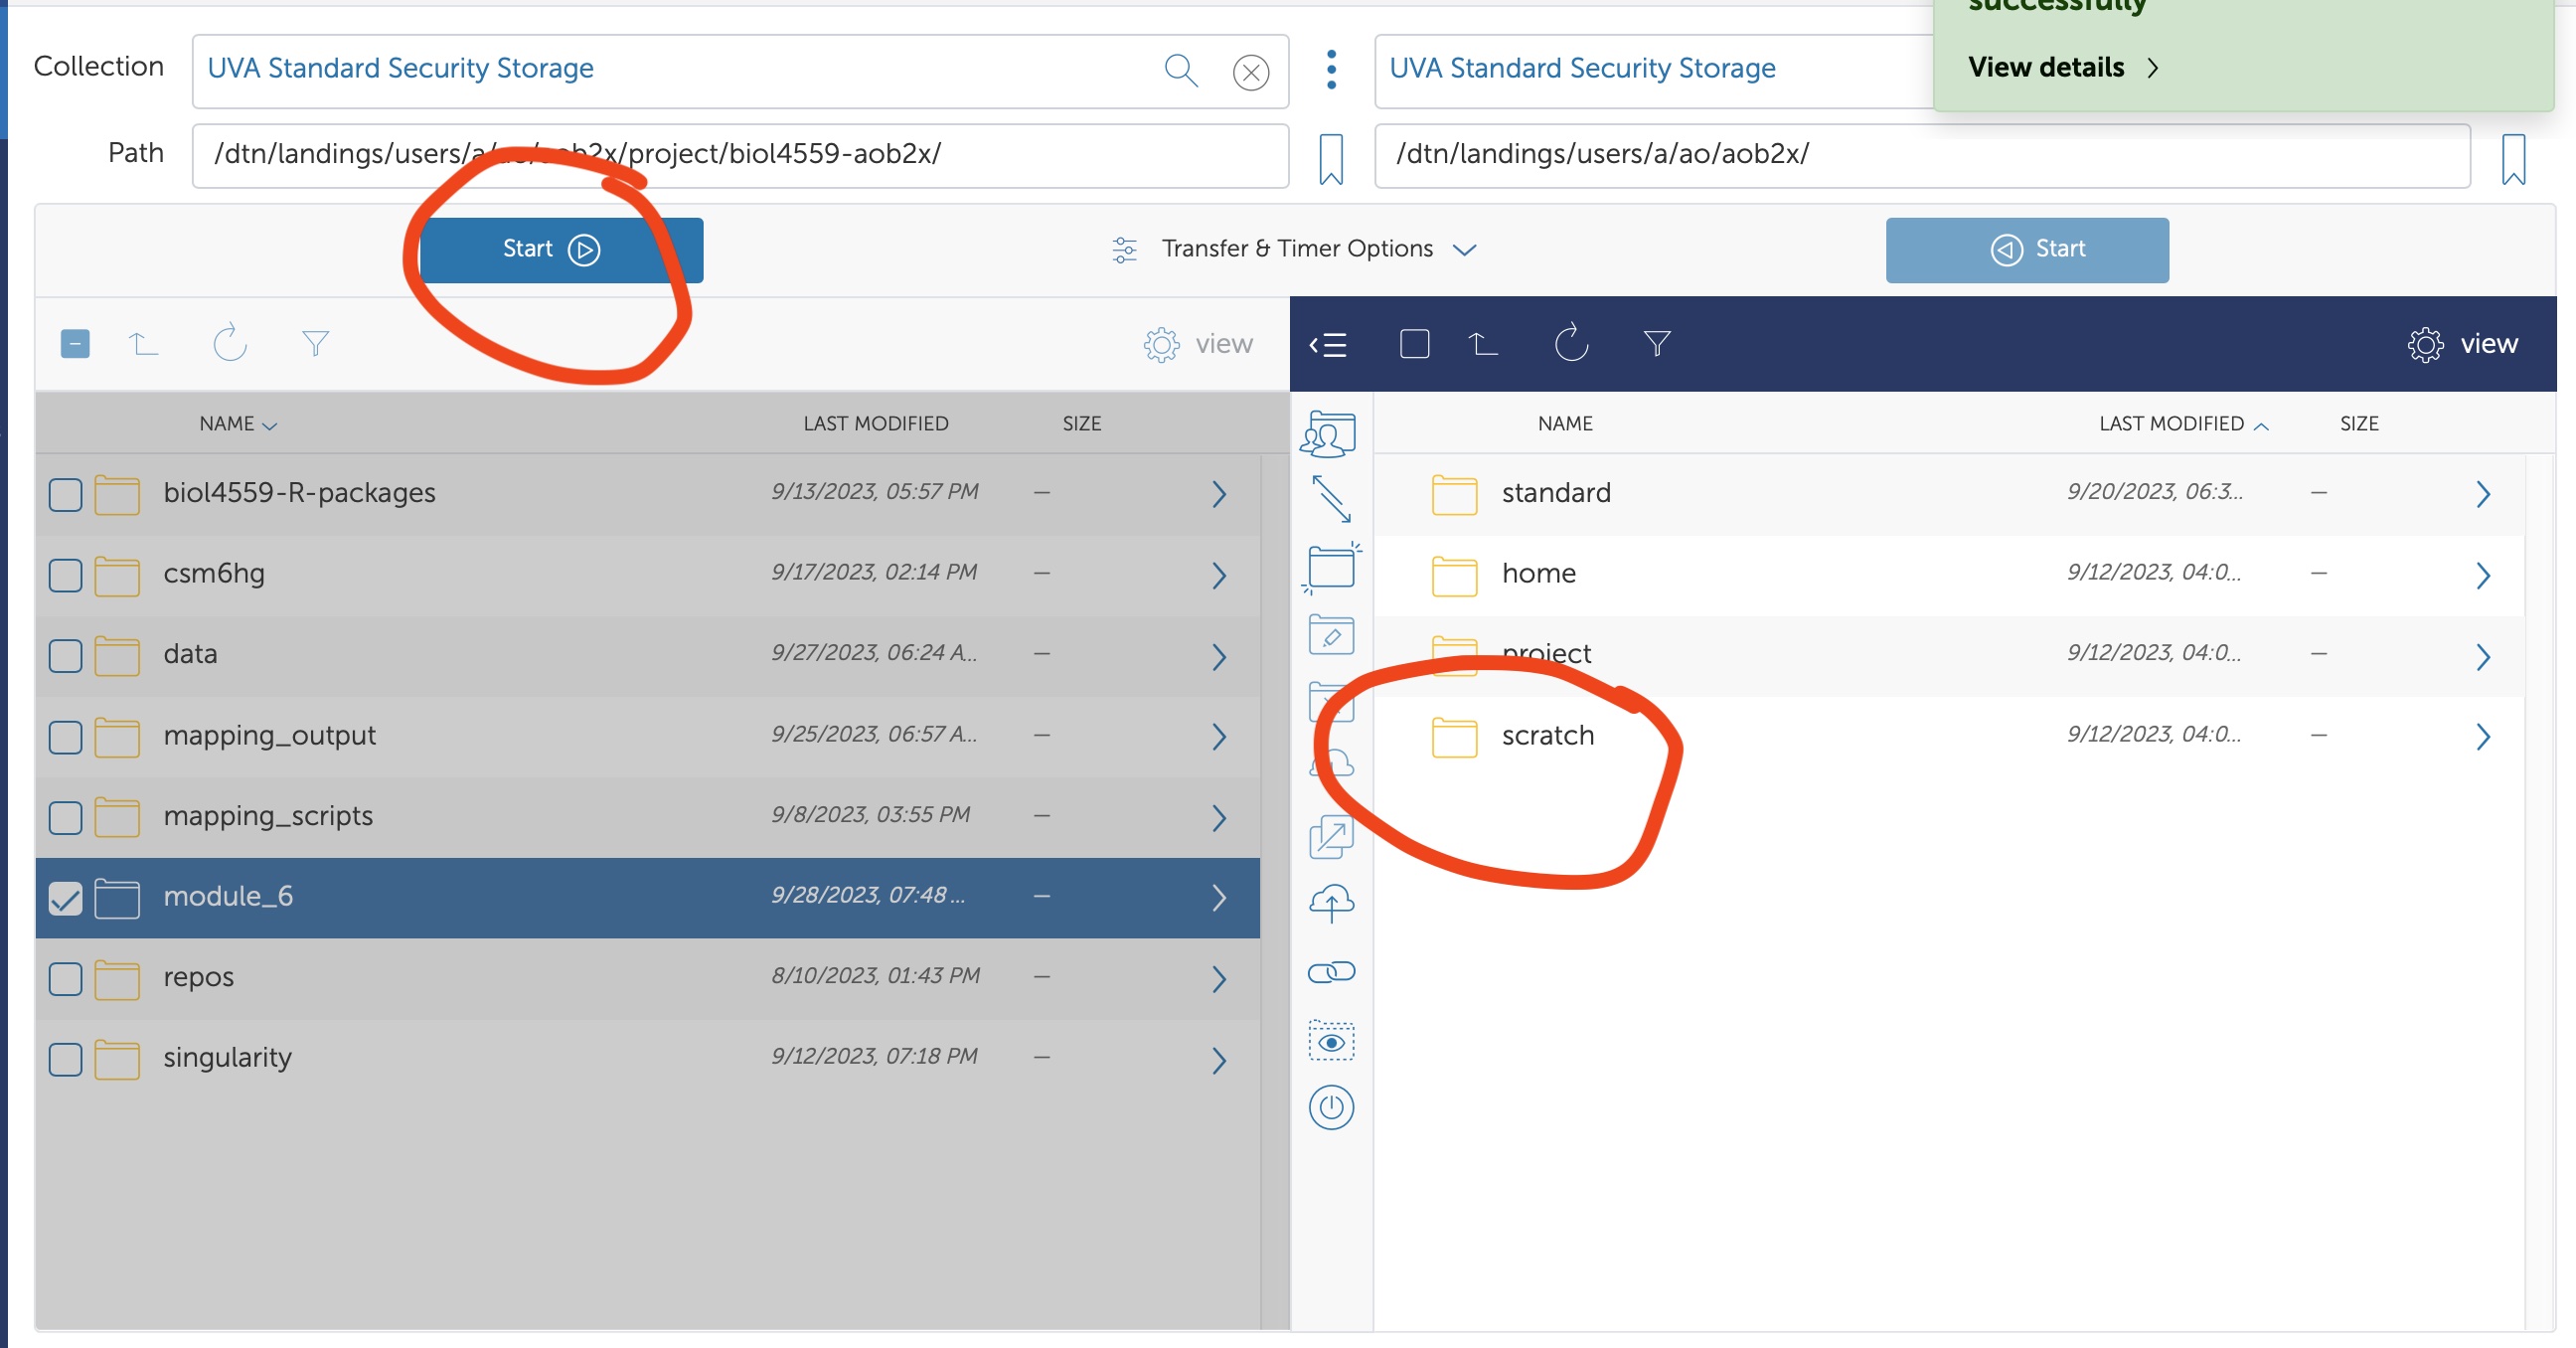 successfully
View details
Collection
UVA Standard Security Storage
UVA Standard Security Storage
Path
/dtn/landings/users/a/ao/aob2x/project/biol4559-aob2x/
/dtn/landings/users/a/ao/aob2x/
Start
Transfer & Timer Options
Start
view
view
NAME LAST MODIFIED SIZE
biol4559-R-packages 9/13/2023, 05:57 PM —
csm6hg 9/17/2023, 02:14 PM —
data 9/27/2023, 06:24 A... —
mapping_output 9/25/2023, 06:57 A... —
mapping_scripts 9/8/2023, 03:55 PM —
module_6 9/28/2023, 07:48 ... —
repos 8/10/2023, 01:43 PM —
singularity 9/12/2023, 07:18 PM —
NAME LAST MODIFIED SIZE
standard 9/20/2023, 06:3... —
home 9/12/2023, 04:0... —
project 9/12/2023, 04:0... —
scratch 9/12/2023, 04:0... —